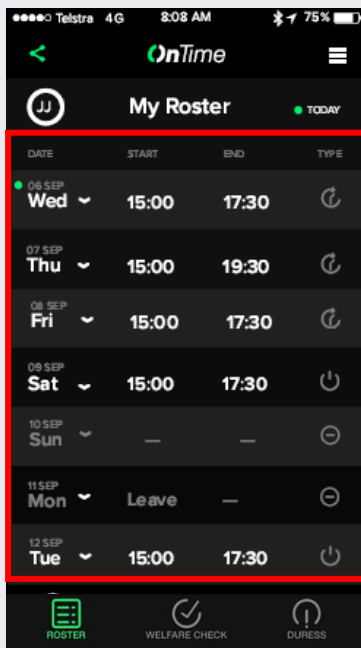 Telstra 4G 8:08 AM 75%
OnTime
JJ My Roster TODAY
DATE START END TYPE
06 SEP
Wed 15:00 17:30
07 SEP
Thu 15:00 19:30
08 SEP
Fri 15:00 17:30
09 SEP
Sat 15:00 17:30
10 SEP
Sun — —
11 SEP
Mon Leave —
12 SEP
Tue 15:00 17:30
ROSTER WELFARE CHECK DURESS